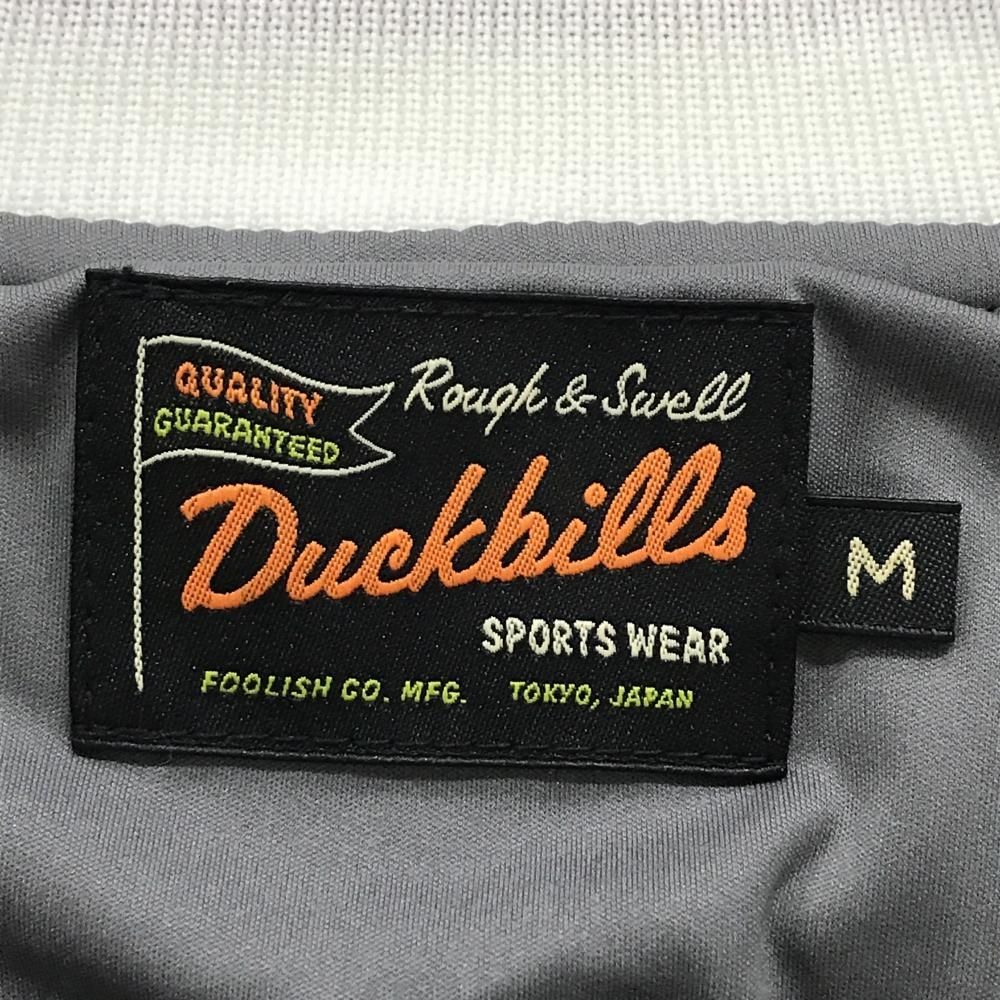 QUALITY
GUARANTEED
Rough & Swell
Duckbills
SPORTS WEAR
FOOLISH CO. MFG. TOKYO, JAPAN
M